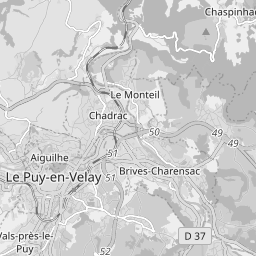 Chaspinhac
Le Monteil
Chadrac
50
49
49
Aiguilhe
51
Le Puy-en-Velay
Brives-Charensac
Vals-près-le-
Puy
51
D 37